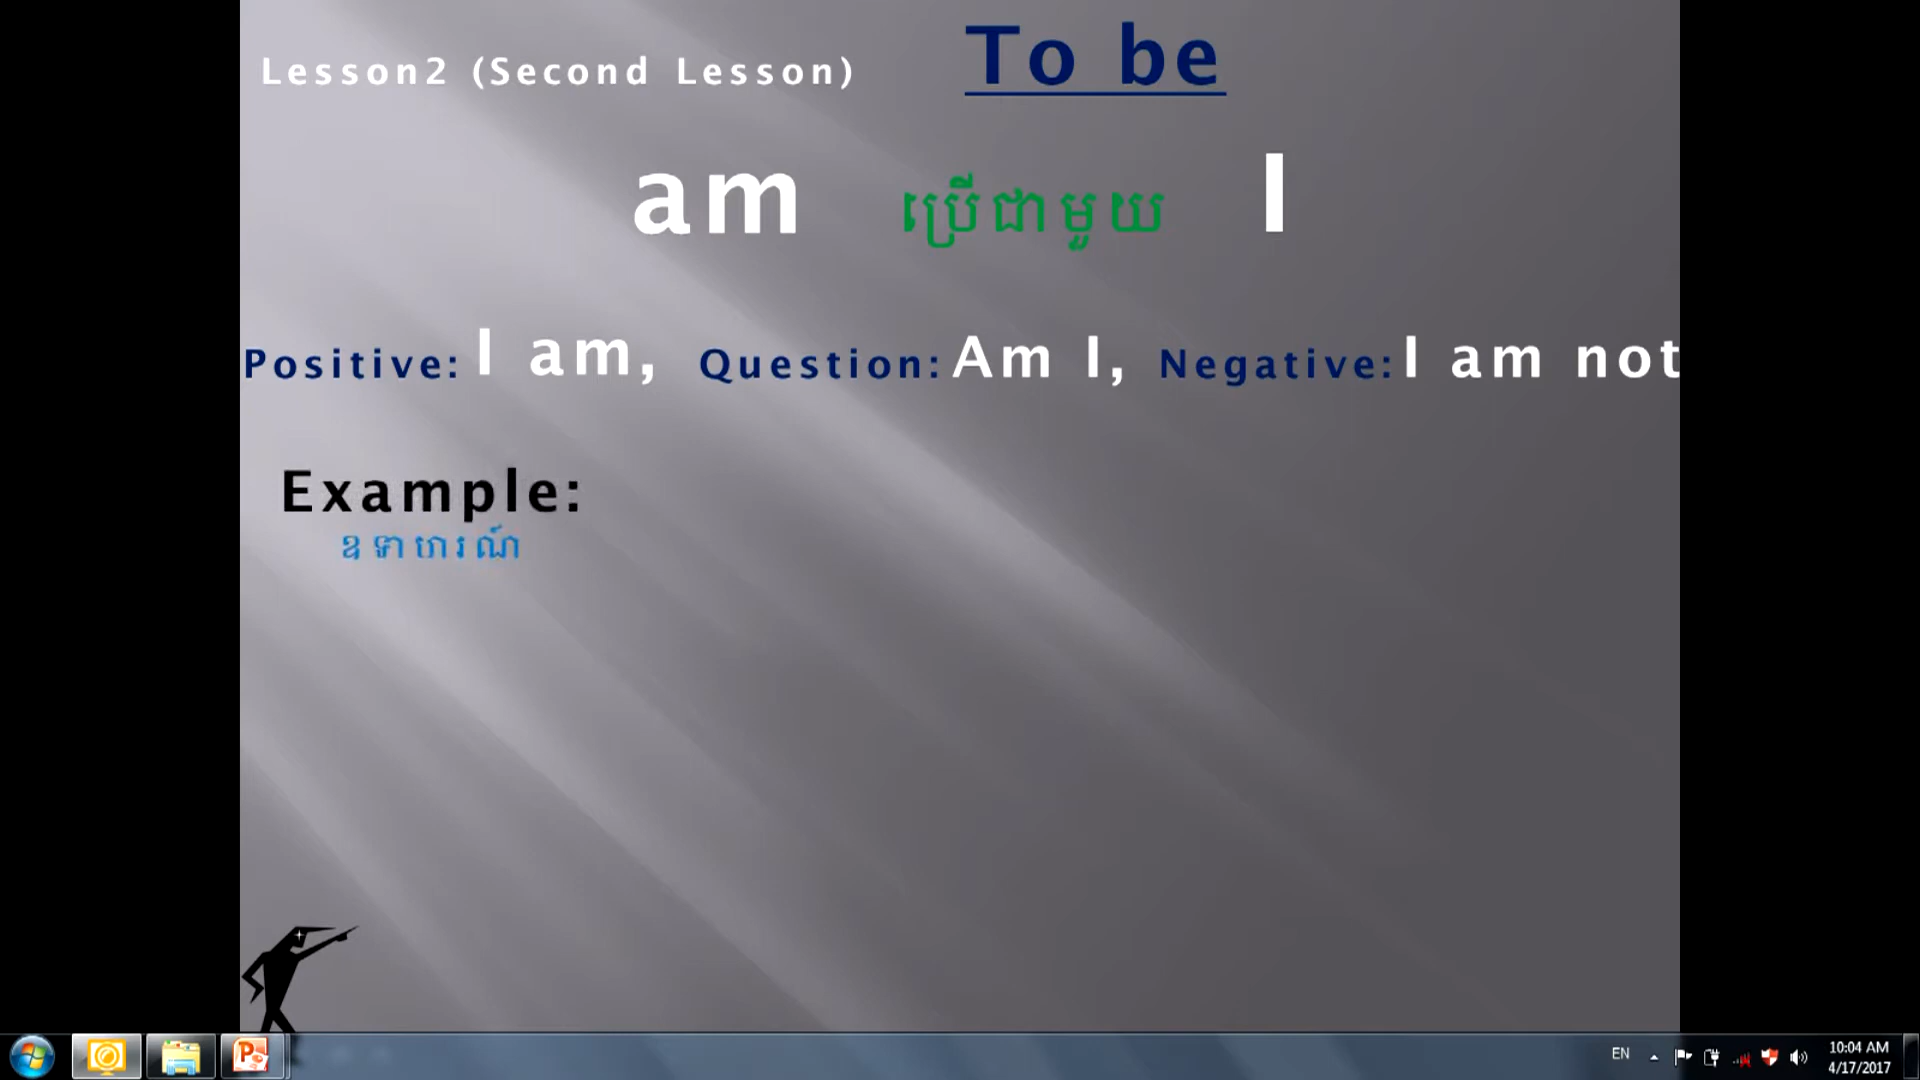 Lesson2 (Second Lesson) To be
am ប្រើជាមួយ I
Positive: I am, Question: Am I, Negative: I am not
Example:
ឧទាហរណ៍
EN
10:04 AM
4/17/2017